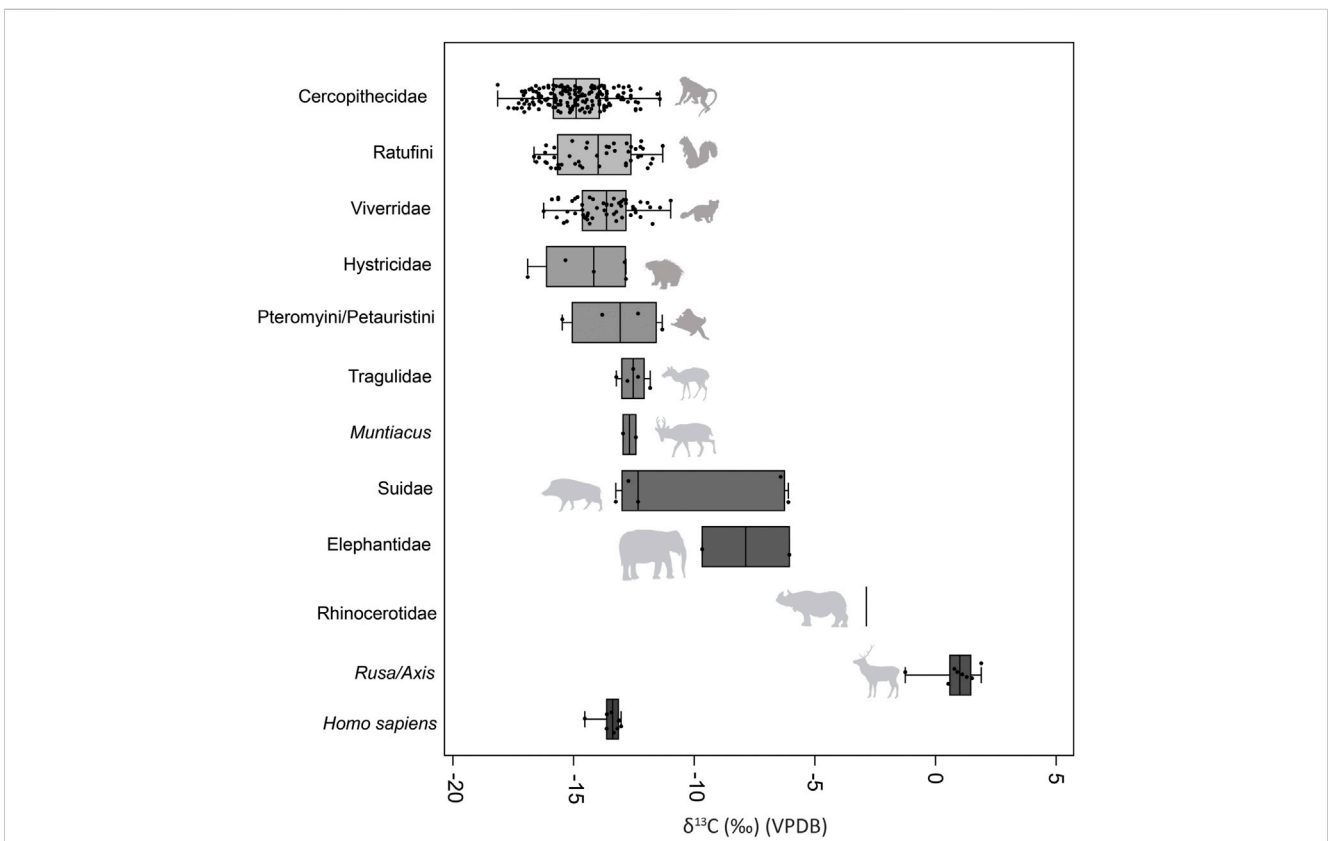 Cercopithecidae
Ratufini
Viverridae
Hystricidae
Pteromyini/Petauristini
Tragulidae
Muntiacus
Suidae
Elephantidae
Rhinocerotidae
Rusa/Axis
Homo sapiens
-20 -15 -10 -5 0 5
δ¹³C (‰) (VPDB)